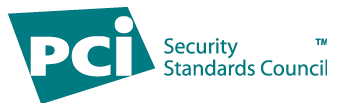 PCi
Security ™
Standards Council